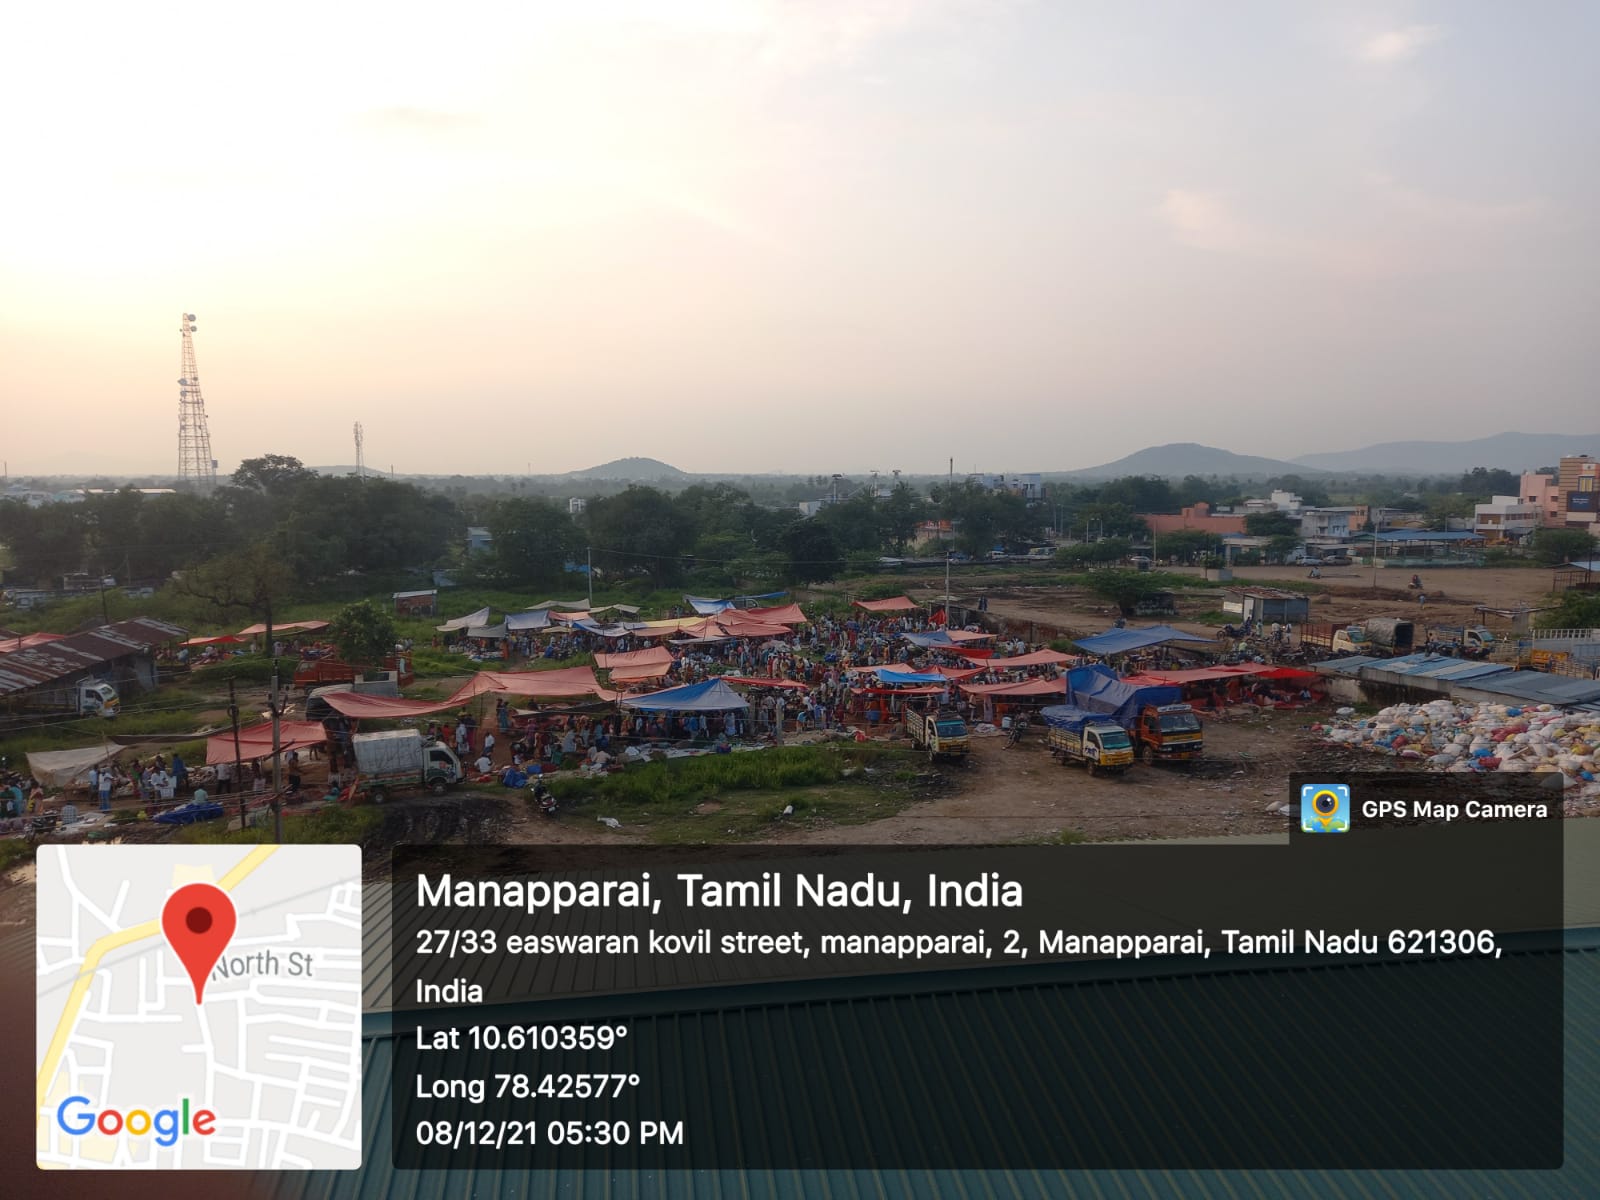 GPS Map Camera
Manapparai, Tamil Nadu, India
27/33 easwaran kovil street, manapparai, 2, Manapparai, Tamil Nadu 621306,
India
Lat 10.610359°
Long 78.42577°
08/12/21 05:30 PM
North St
Google